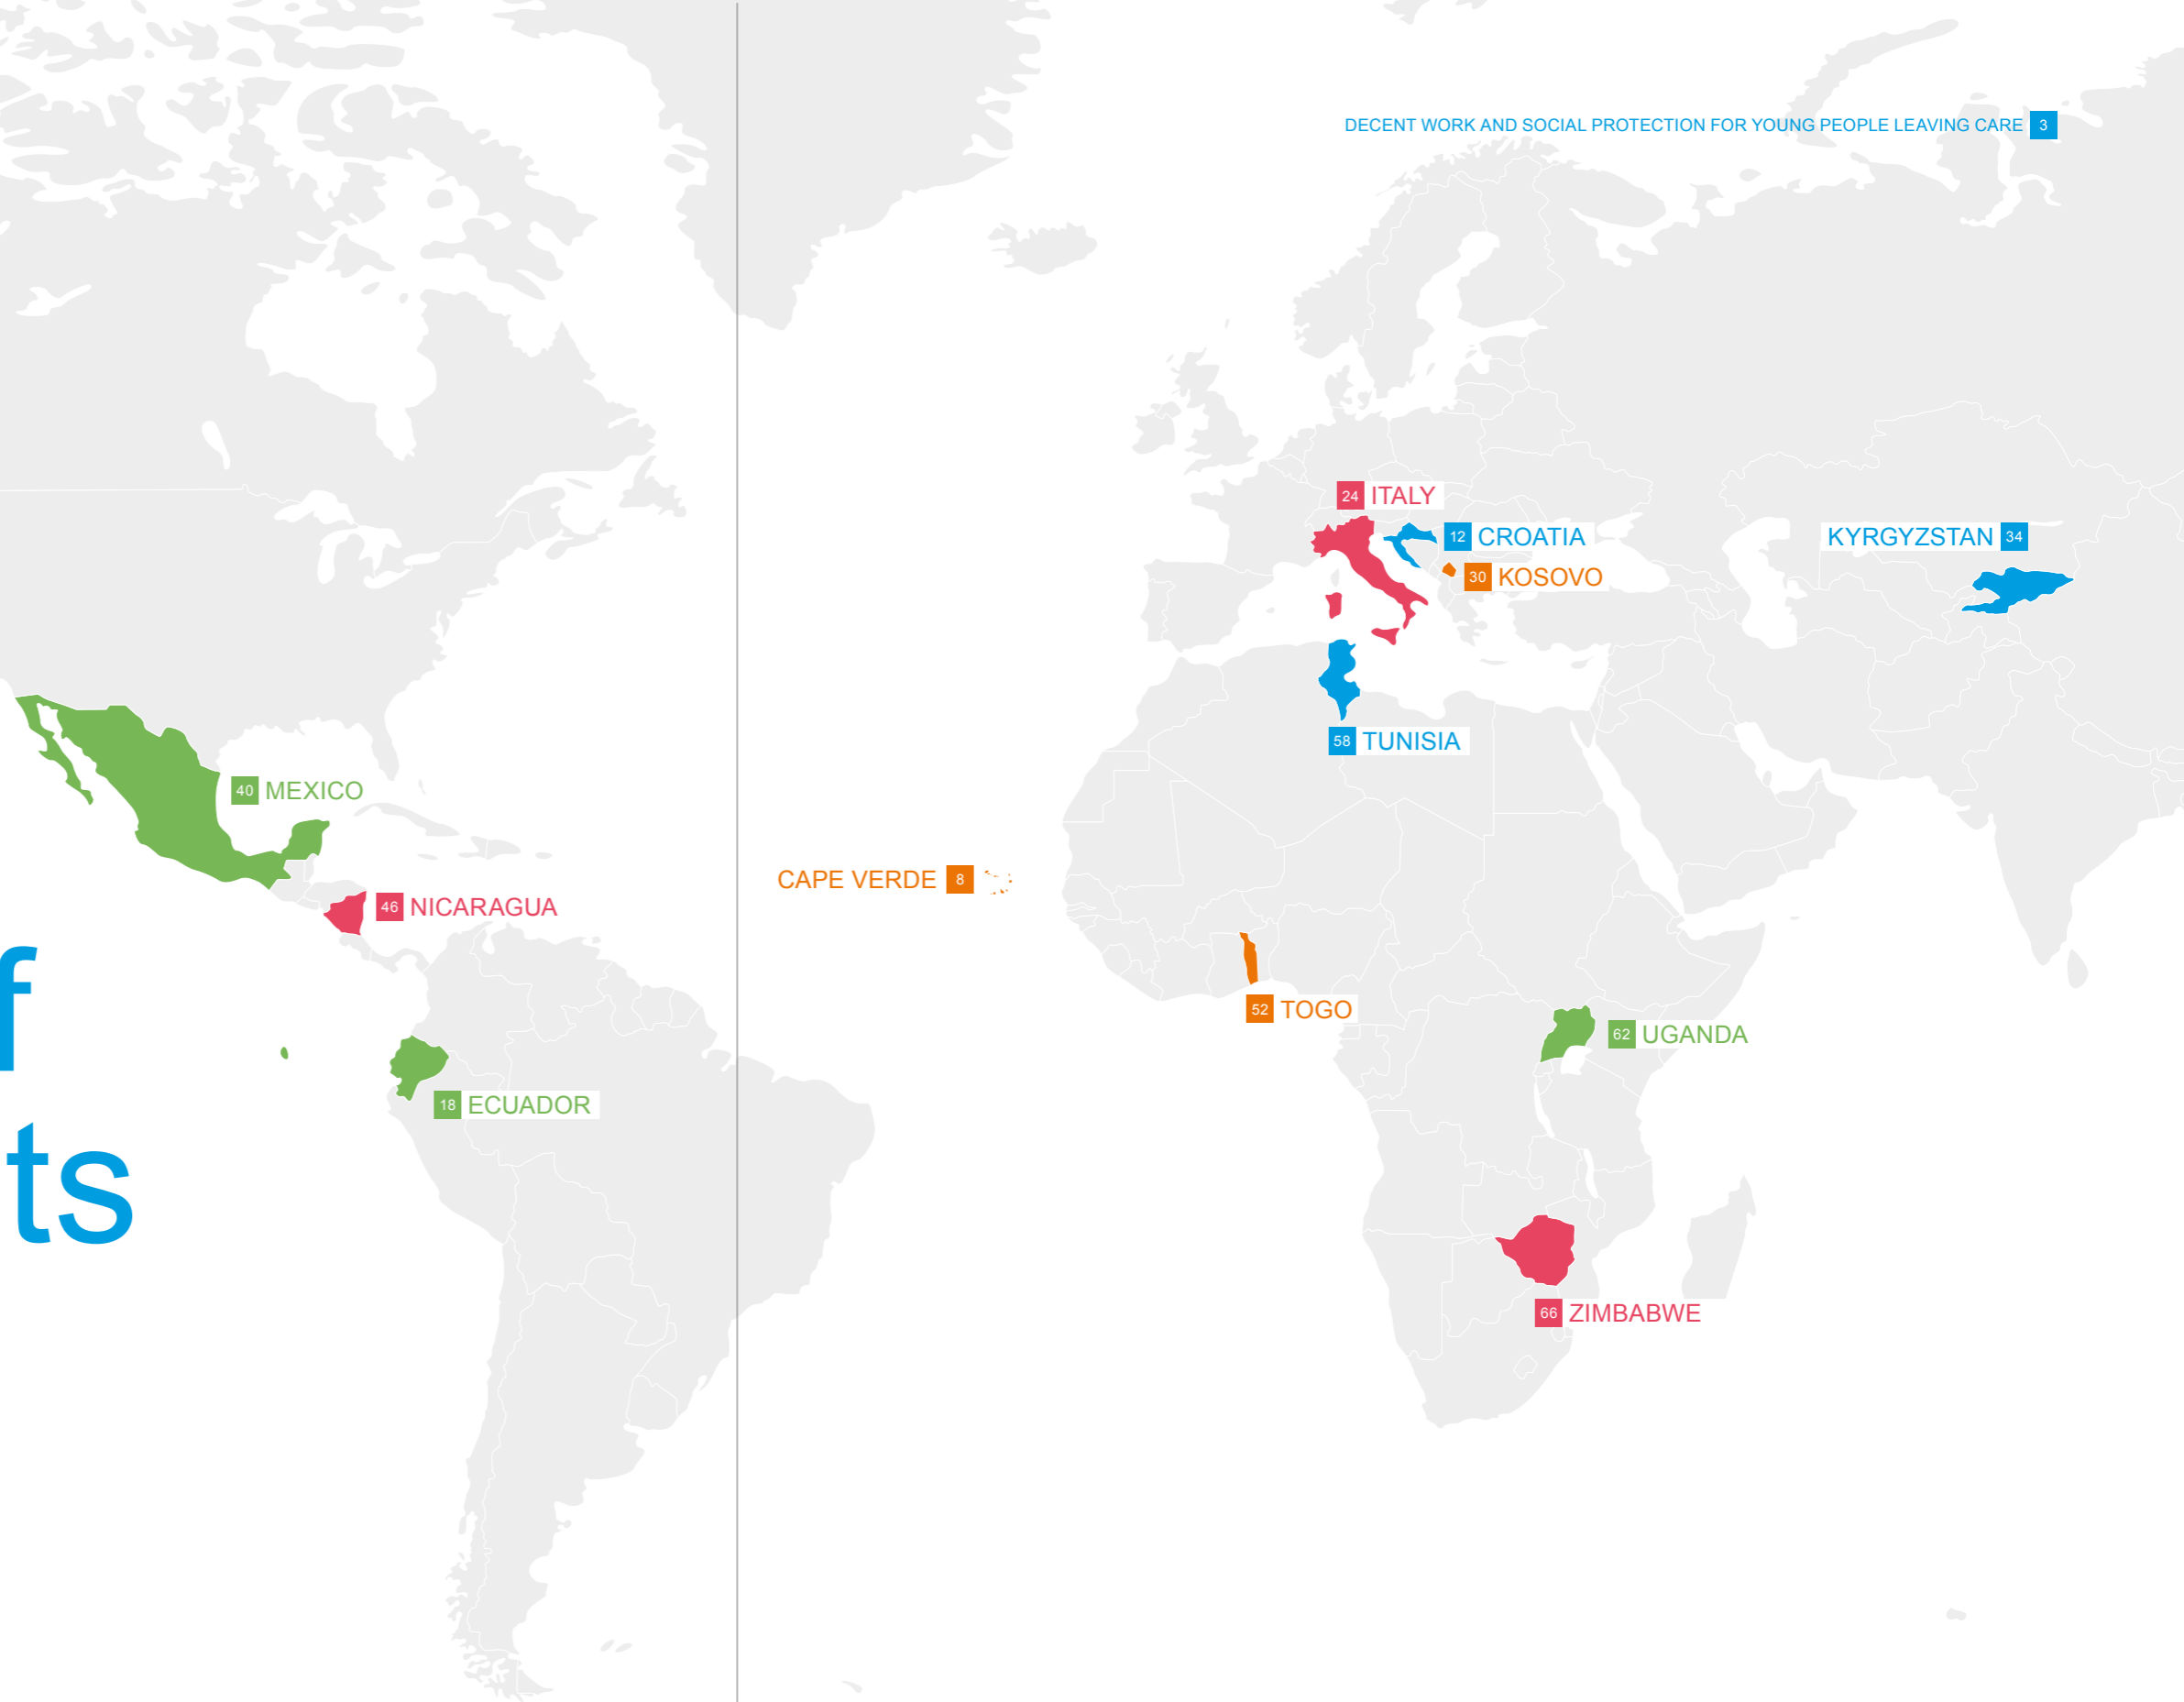 DECENT WORK AND SOCIAL PROTECTION FOR YOUNG PEOPLE LEAVING CARE 3
24 ITALY
12 CROATIA
KYRGYZSTAN 34
30 KOSOVO
58 TUNISIA
40 MEXICO
CAPE VERDE 8
46 NICARAGUA
f
52 TOGO
62 UGANDA
18 ECUADOR
ts
66 ZIMBABWE